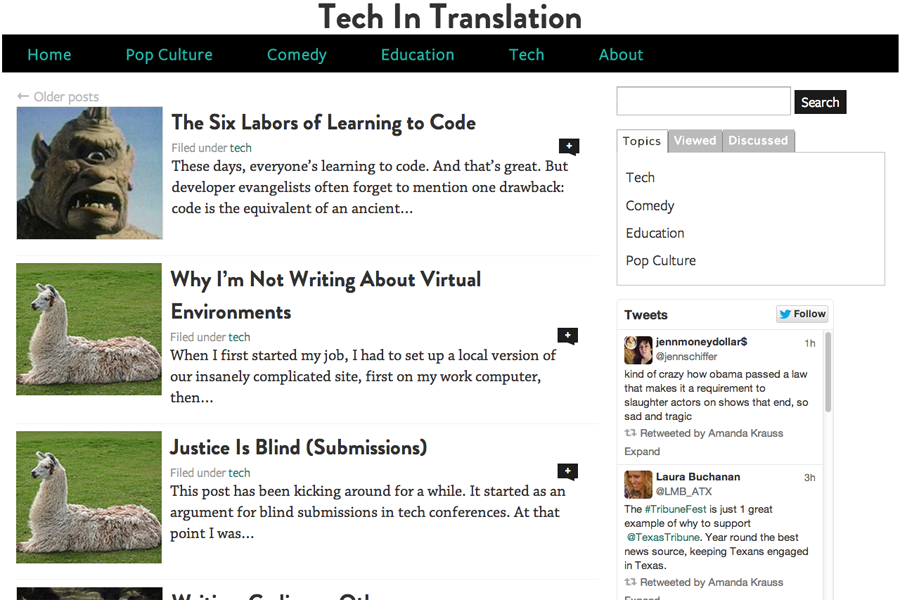 Tech In Translation
Home Pop Culture Comedy Education Tech About
← Older posts
The Six Labors of Learning to Code
Filed under tech
+
These days, everyone's learning to code. And that's great. But
developer evangelists often forget to mention one drawback:
code is the equivalent of an ancient...
Why I'm Not Writing About Virtual
Environments
Filed under tech
+
When I first started my job, I had to set up a local version of
our insanely complicated site, first on my work computer,
then...
Justice Is Blind (Submissions)
Filed under tech
+
This post has been kicking around for a while. It started as an
argument for blind submissions in tech conferences. At that
point I was...
Search
Topics Viewed Discussed
Tech
Comedy
Education
Pop Culture
Tweets
Follow
jennmoneydollar$ 1h
@jennschiffer
kind of crazy how obama passed a law
that makes it a requirement to
slaughter actors on shows that end, so
sad and tragic
Retweeted by Amanda Krauss
Expand
Laura Buchanan 3h
@LMB_ATX
The #TribuneFest is just 1 great
example of why to support
@TexasTribune. Year round the best
news source, keeping Texans engaged
in Texas.
Retweeted by Amanda Krauss
Expand